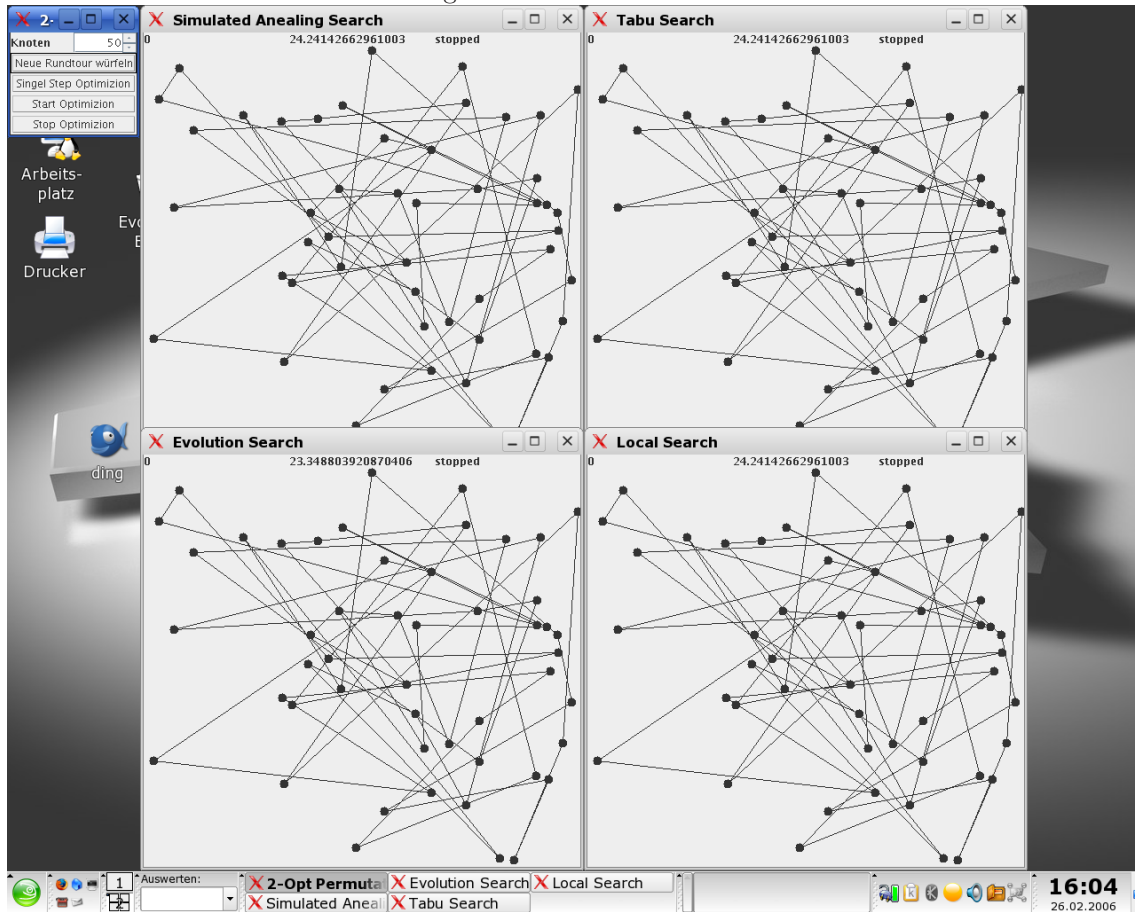 2-
Knoten 50
Neue Rundtour würfeln
Singel Step Optimizion
Start Optimizion
Stop Optimizion
Arbeits-
platz
Drucker
ding
Simulated Anealing Search
0 24.24142662961003 stopped
Tabu Search
0 24.24142662961003 stopped
Evolution Search
0 23.348803920870406 stopped
Local Search
0 24.24142662961003 stopped
1
2
Auswerten:
2-Opt Permuta
Evolution Search
Local Search
Simulated Aneali
Tabu Search
16:04
26.02.2006